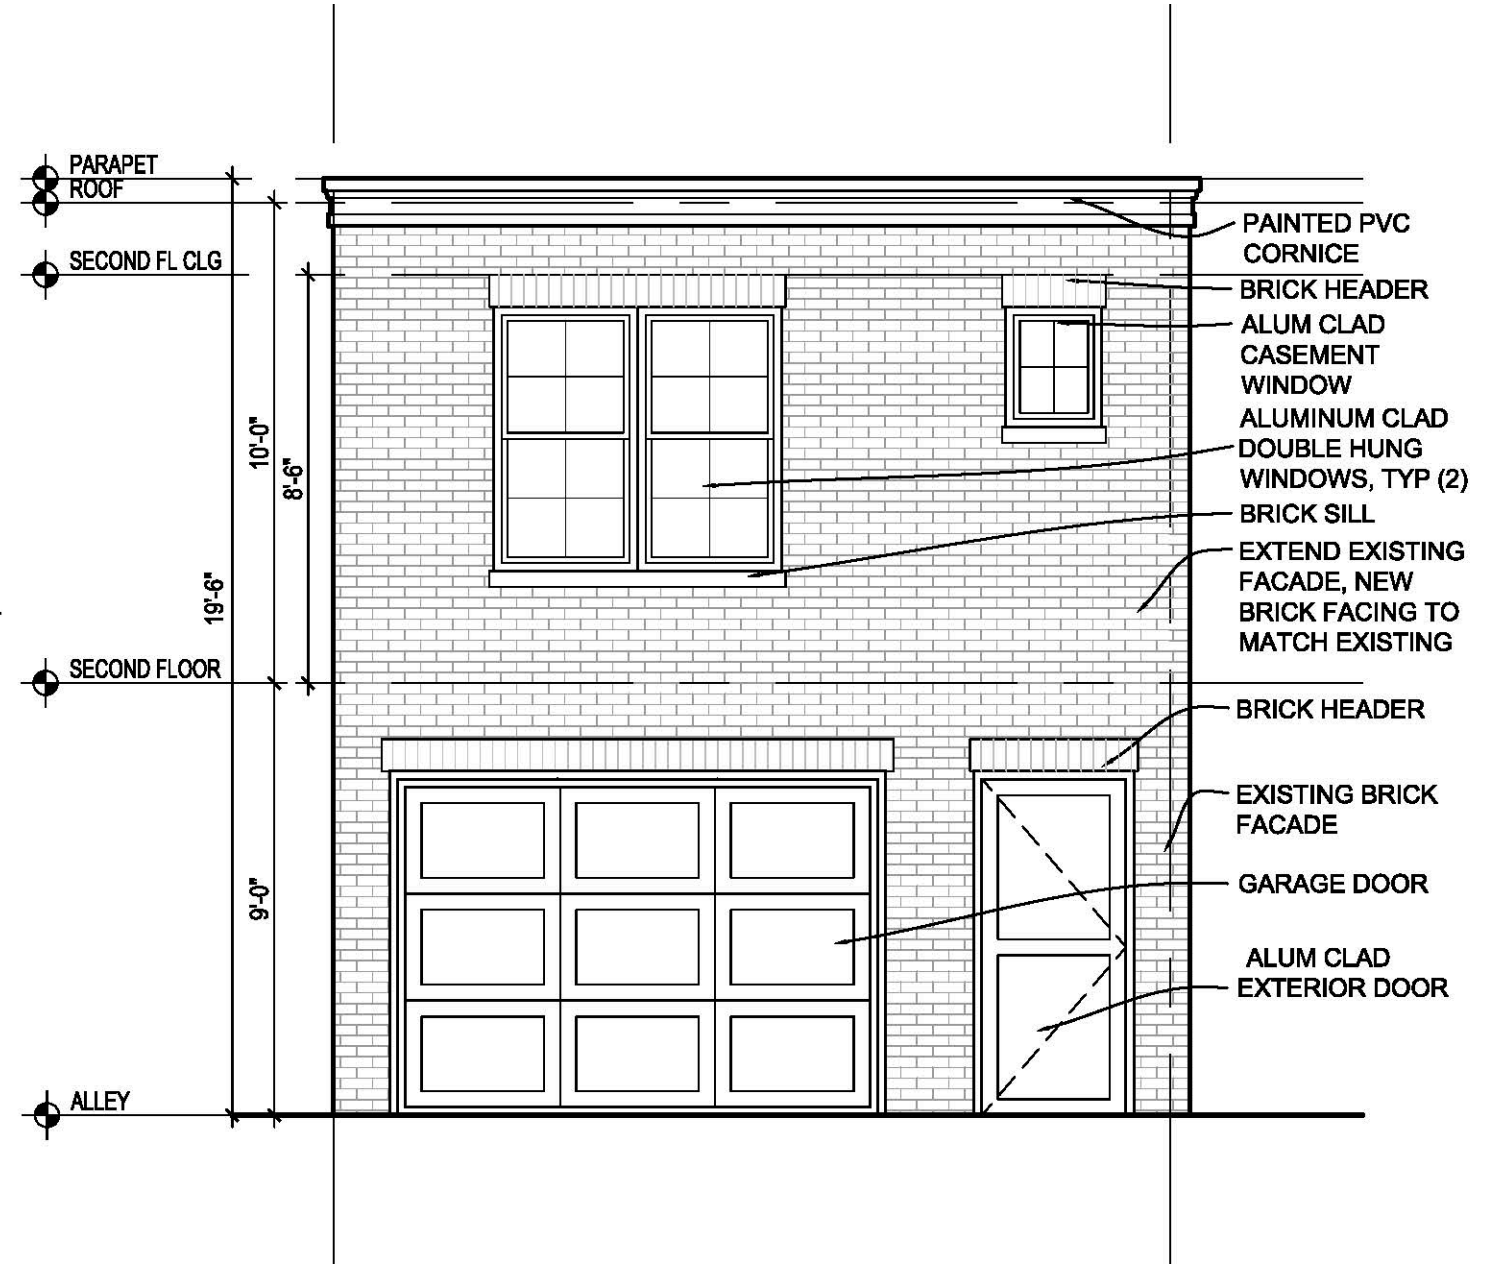 PARAPET
ROOF
SECOND FL CLG
10'-0"
8'-6"
19'-6"
SECOND FLOOR
9'-0"
ALLEY
PAINTED PVC
CORNICE
BRICK HEADER
ALUM CLAD
CASEMENT
WINDOW
ALUMINUM CLAD
DOUBLE HUNG
WINDOWS, TYP (2)
BRICK SILL
EXTEND EXISTING
FACADE, NEW
BRICK FACING TO
MATCH EXISTING
BRICK HEADER
EXISTING BRICK
FACADE
GARAGE DOOR
ALUM CLAD
EXTERIOR DOOR